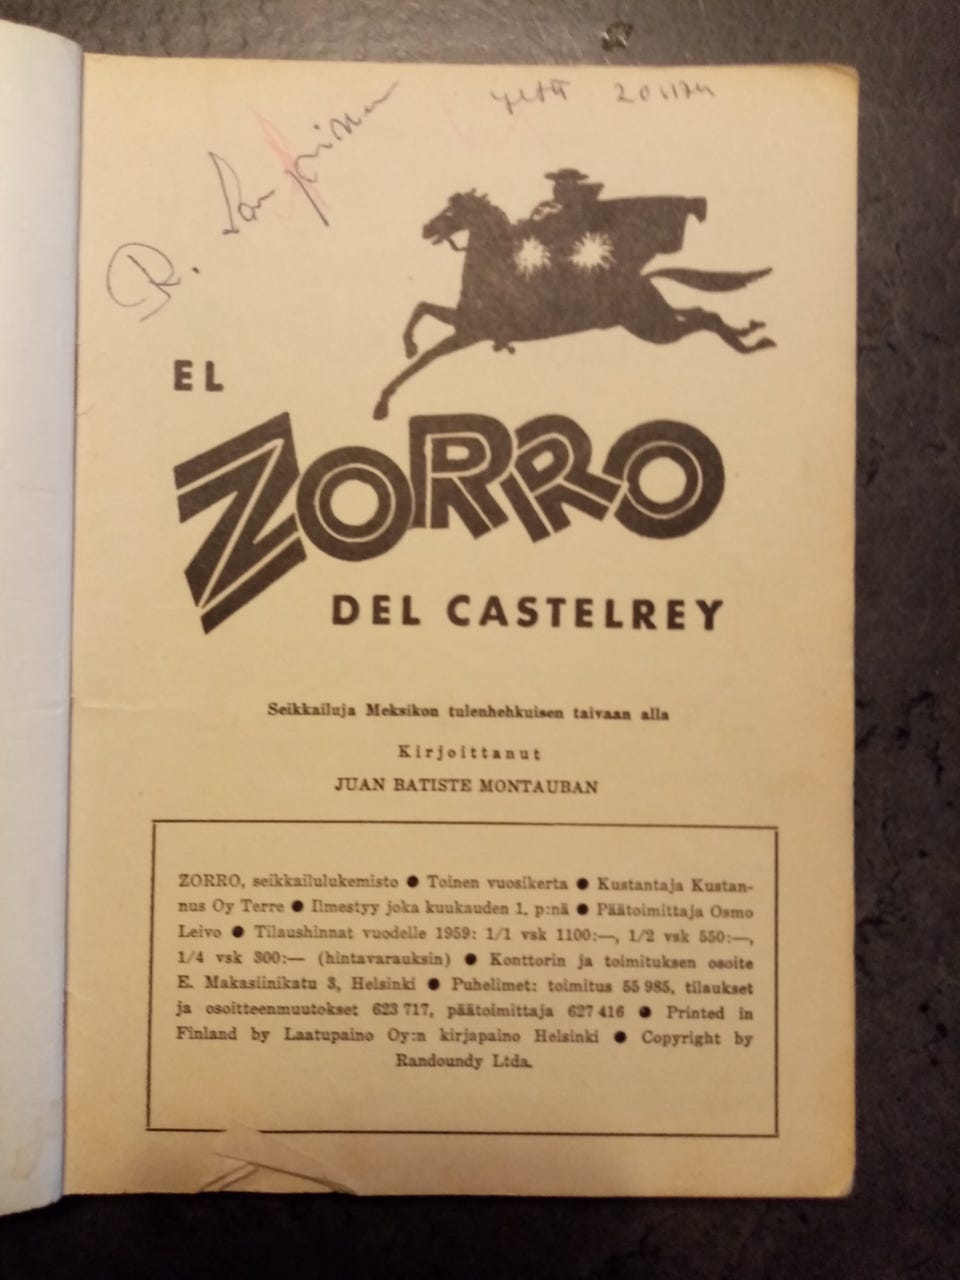 R.
EL
ZORRO
DEL CASTELREY
Seikkailuja Meksikon tulenhehkuisen taivaan alla
Kirjoittanut
JUAN BATISTE MONTAUBAN
ZORRO, seikkailulukemisto ● Toinen vuosikerta ● Kustantaja Kustan-
nus Oy Terre ● Ilmestyy joka kuukauden 1. p:nä ● Päätoimittaja Osmo
Leivo ● Tilaushinnat vuodelle 1959: 1/1 vsk 1100:—, 1/2 vsk 550:—,
1/4 vsk 300:— (hintavarauksin) ● Konttorin ja toimituksen osoite
E. Makasiinikatu 3, Helsinki ● Puhelimet: toimitus 55 985, tilaukset
ja osoitteenmuutokset 623 717, päätoimittaja 627 416 ● Printed in
Finland by Laatupaino Oy:n kirjapaino Helsinki ● Copyright by
Randoundy Ltda.